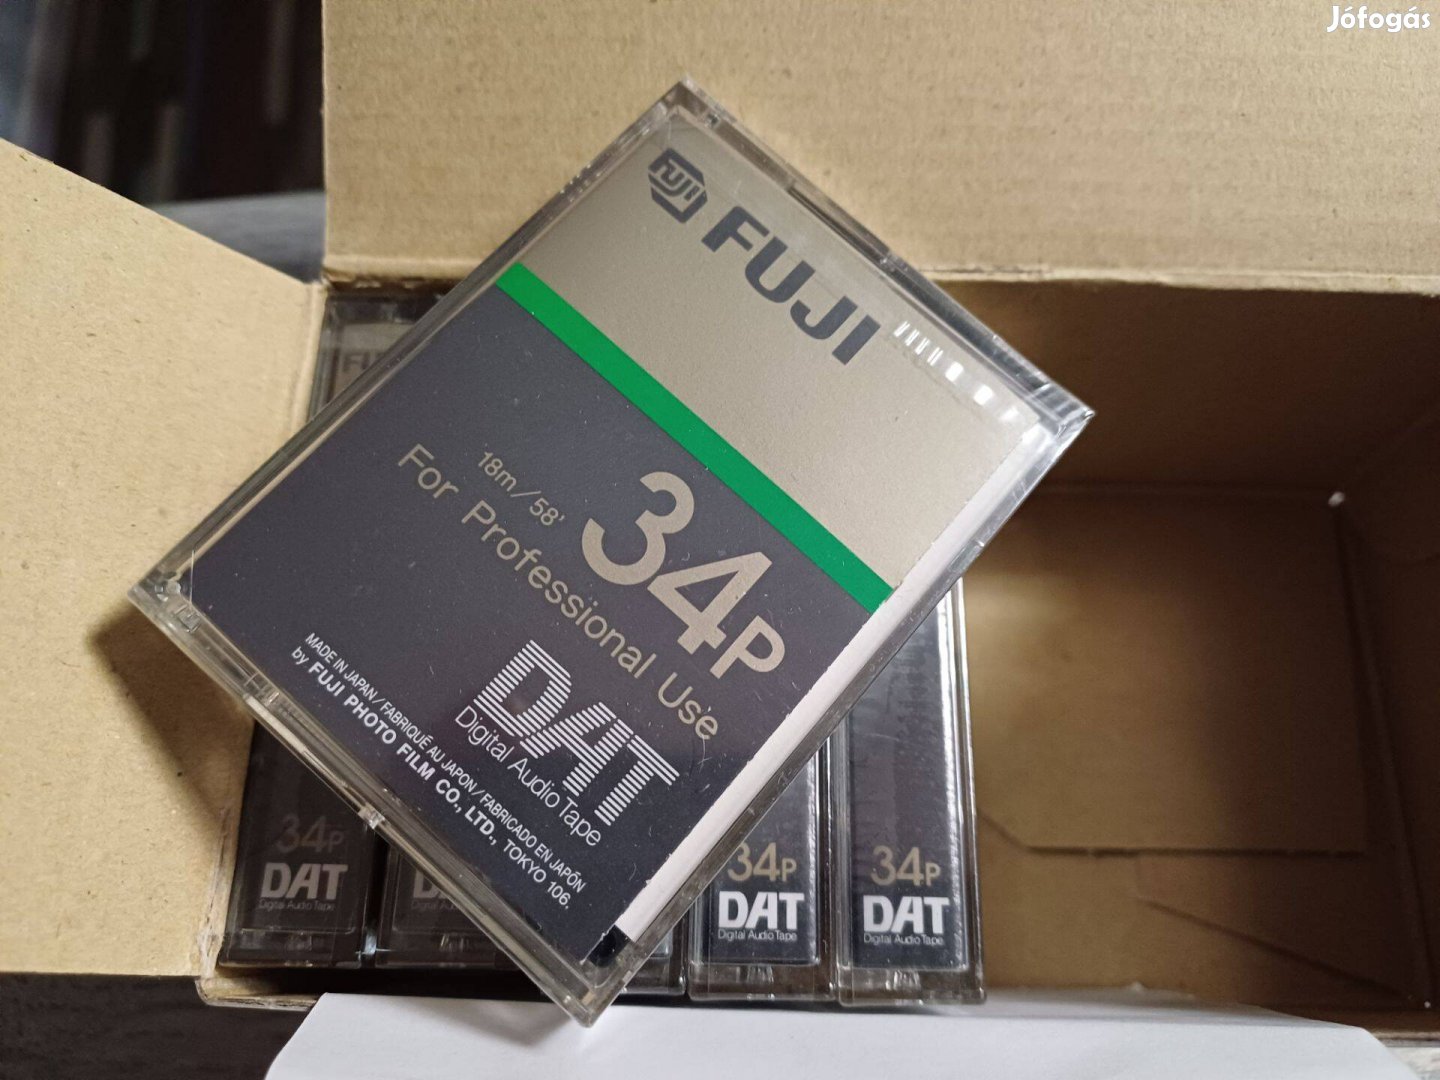 Jófogás
FUJI
FUJI
18m/58'
34P
For Professional Use
DAT
Digital Audio Tape
MADE IN JAPAN/FABRIQUÉ AU JAPON/FABRICADO EN JAPÓN
by FUJI PHOTO FILM CO., LTD., TOKYO 106.
34P
DAT
Digital Audio Tape
34P
DAT
Digital Audio Tape
34P
DAT
Digital Audio Tape